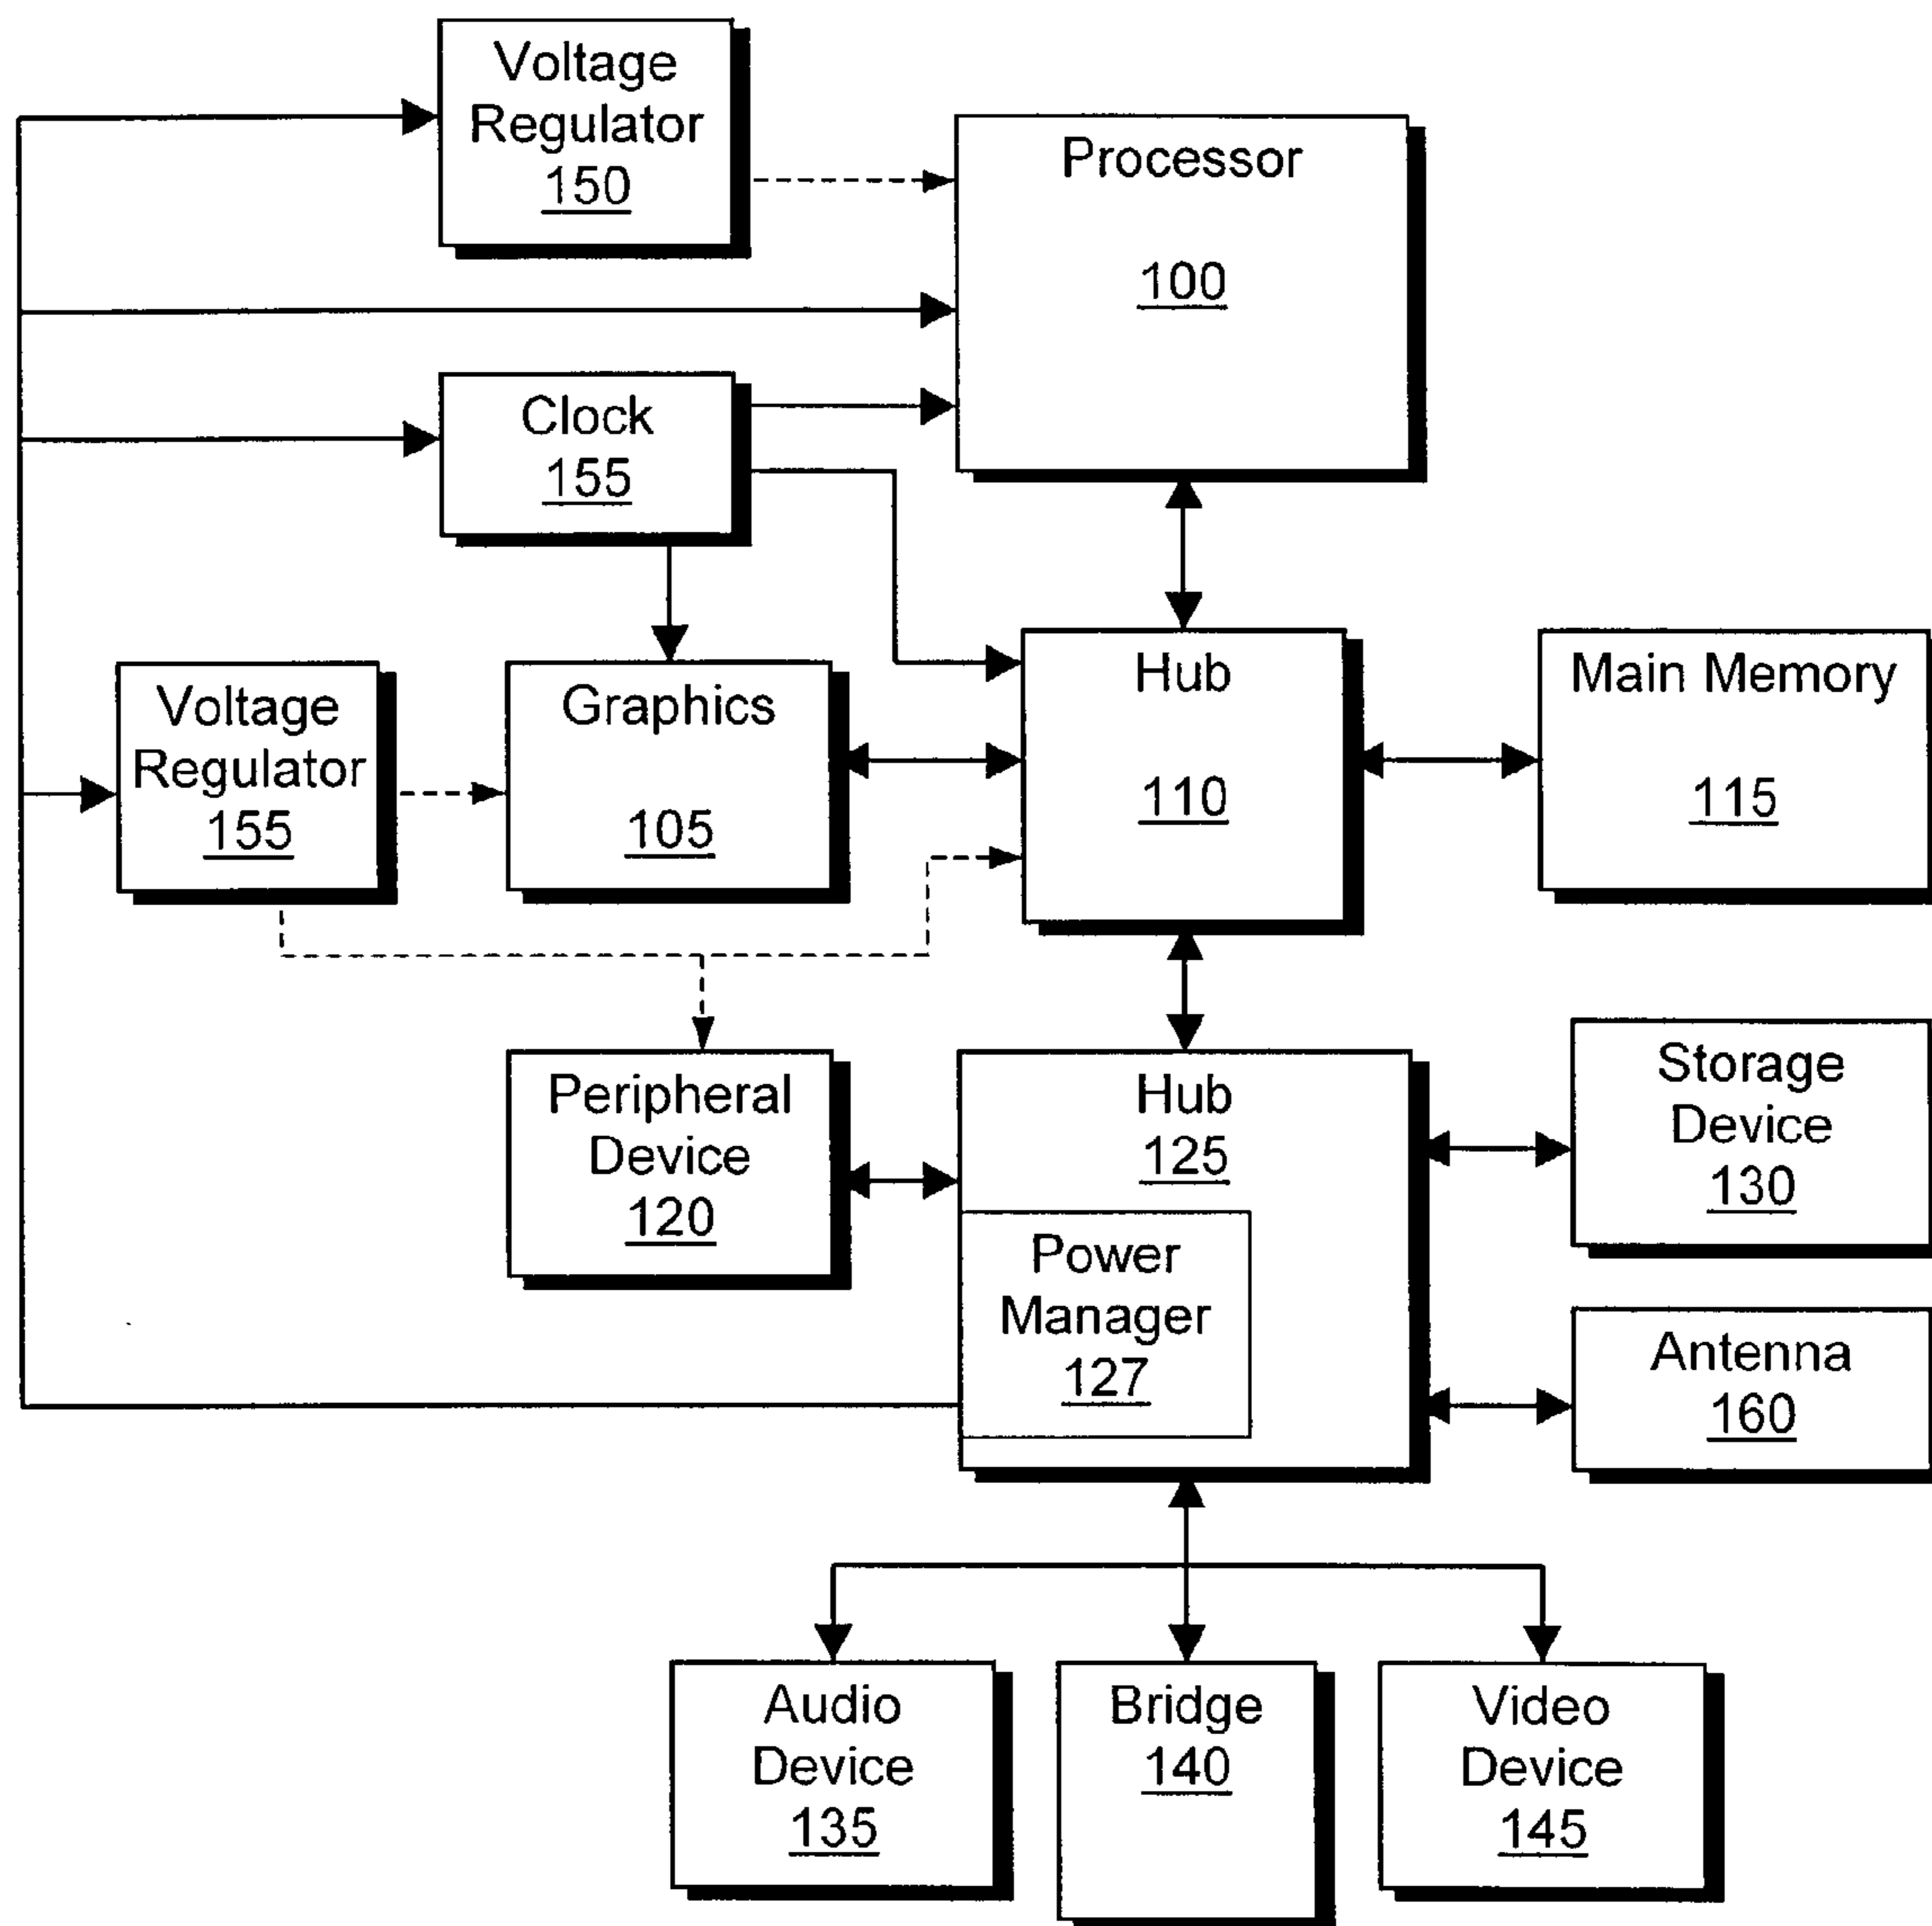 Voltage
Regulator
150
Processor
100
Clock
155
Voltage
Regulator
155
Graphics
105
Hub
110
Main Memory
115
Peripheral
Device
120
Hub
125
Power
Manager
127
Storage
Device
130
Antenna
160
Audio
Device
135
Bridge
140
Video
Device
145